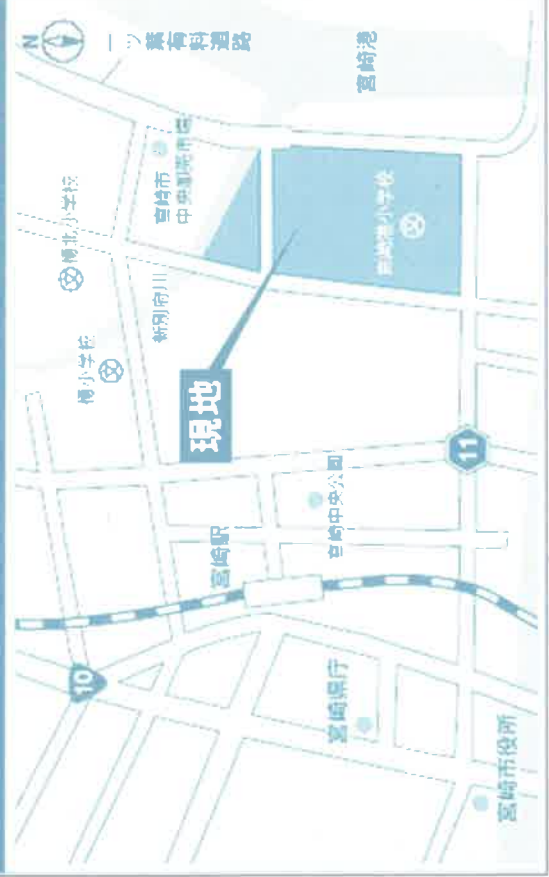 N
一ツ葉有料道路
宮崎港
宮崎市
中央卸売市場
檍北小学校
檍小学校
新別府川
宮崎港小学校
現地
宮崎駅
宮崎中央公園
11
10
宮崎県庁
宮崎市役所